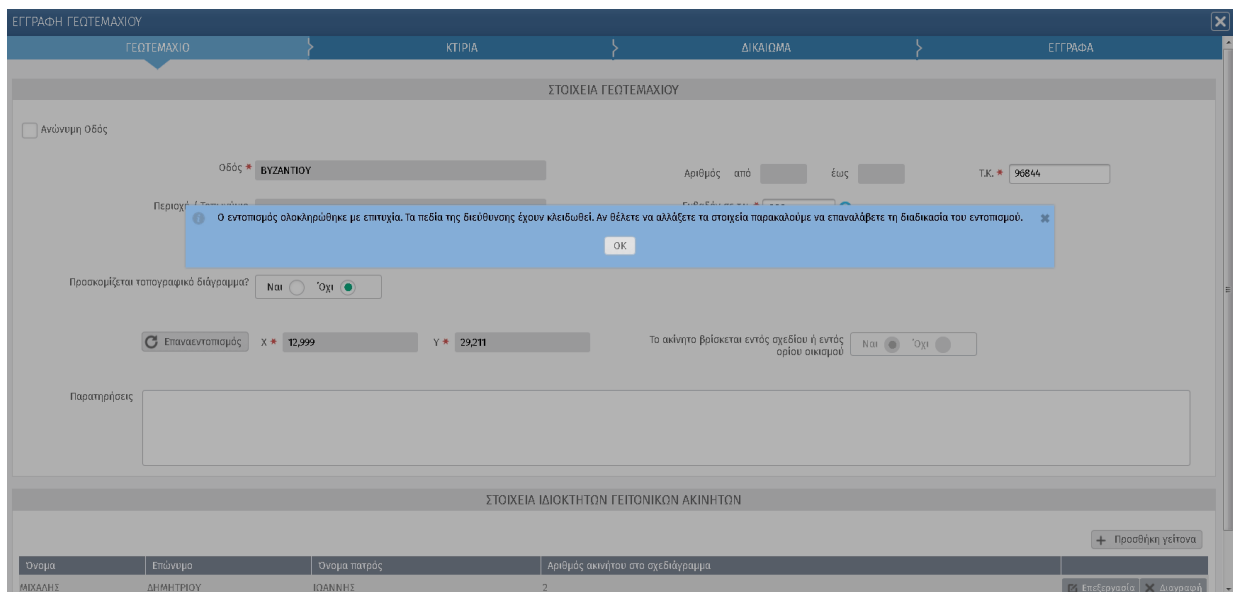 ΕΓΓΡΑΦΗ ΓΕΩΤΕΜΑΧΙΟΥ
ΓΕΩΤΕΜΑΧΙΟ ΚΤΙΡΙΑ ΔΙΚΑΙΩΜΑ ΕΓΓΡΑΦΑ
ΣΤΟΙΧΕΙΑ ΓΕΩΤΕΜΑΧΙΟΥ
Ανώνυμη Οδός
Οδός * ΒΥΖΑΝΤΙΟΥ Αριθμός από έως Τ.Κ. * 96844
Ο εντοπισμός ολοκληρώθηκε με επιτυχία. Τα πεδία της διεύθυνσης έχουν κλειδωθεί. Αν θέλετε να αλλάξετε τα στοιχεία παρακαλούμε να επαναλάβετε τη διαδικασία του εντοπισμού.
OK
Προσκομίζεται τοπογραφικό διάγραμμα? Ναι Όχι
Επαναεντοπισμός Χ * 12,999 Υ * 29,211 Το ακίνητο βρίσκεται εντός σχεδίου ή εντός
ορίου οικισμού Ναι Όχι
Παρατηρήσεις
ΣΤΟΙΧΕΙΑ ΙΔΙΟΚΤΗΤΩΝ ΓΕΙΤΟΝΙΚΩΝ ΑΚΙΝΗΤΩΝ
+ Προσθήκη γείτονα
Όνομα Επώνυμο Όνομα πατρός Αριθμός ακινήτου στο σχεδιάγραμμα
ΜΙΧΑΛΗΣ ΔΗΜΗΤΡΙΟΥ ΙΩΑΝΝΗΣ 2 Επεξεργασία Διαγραφή